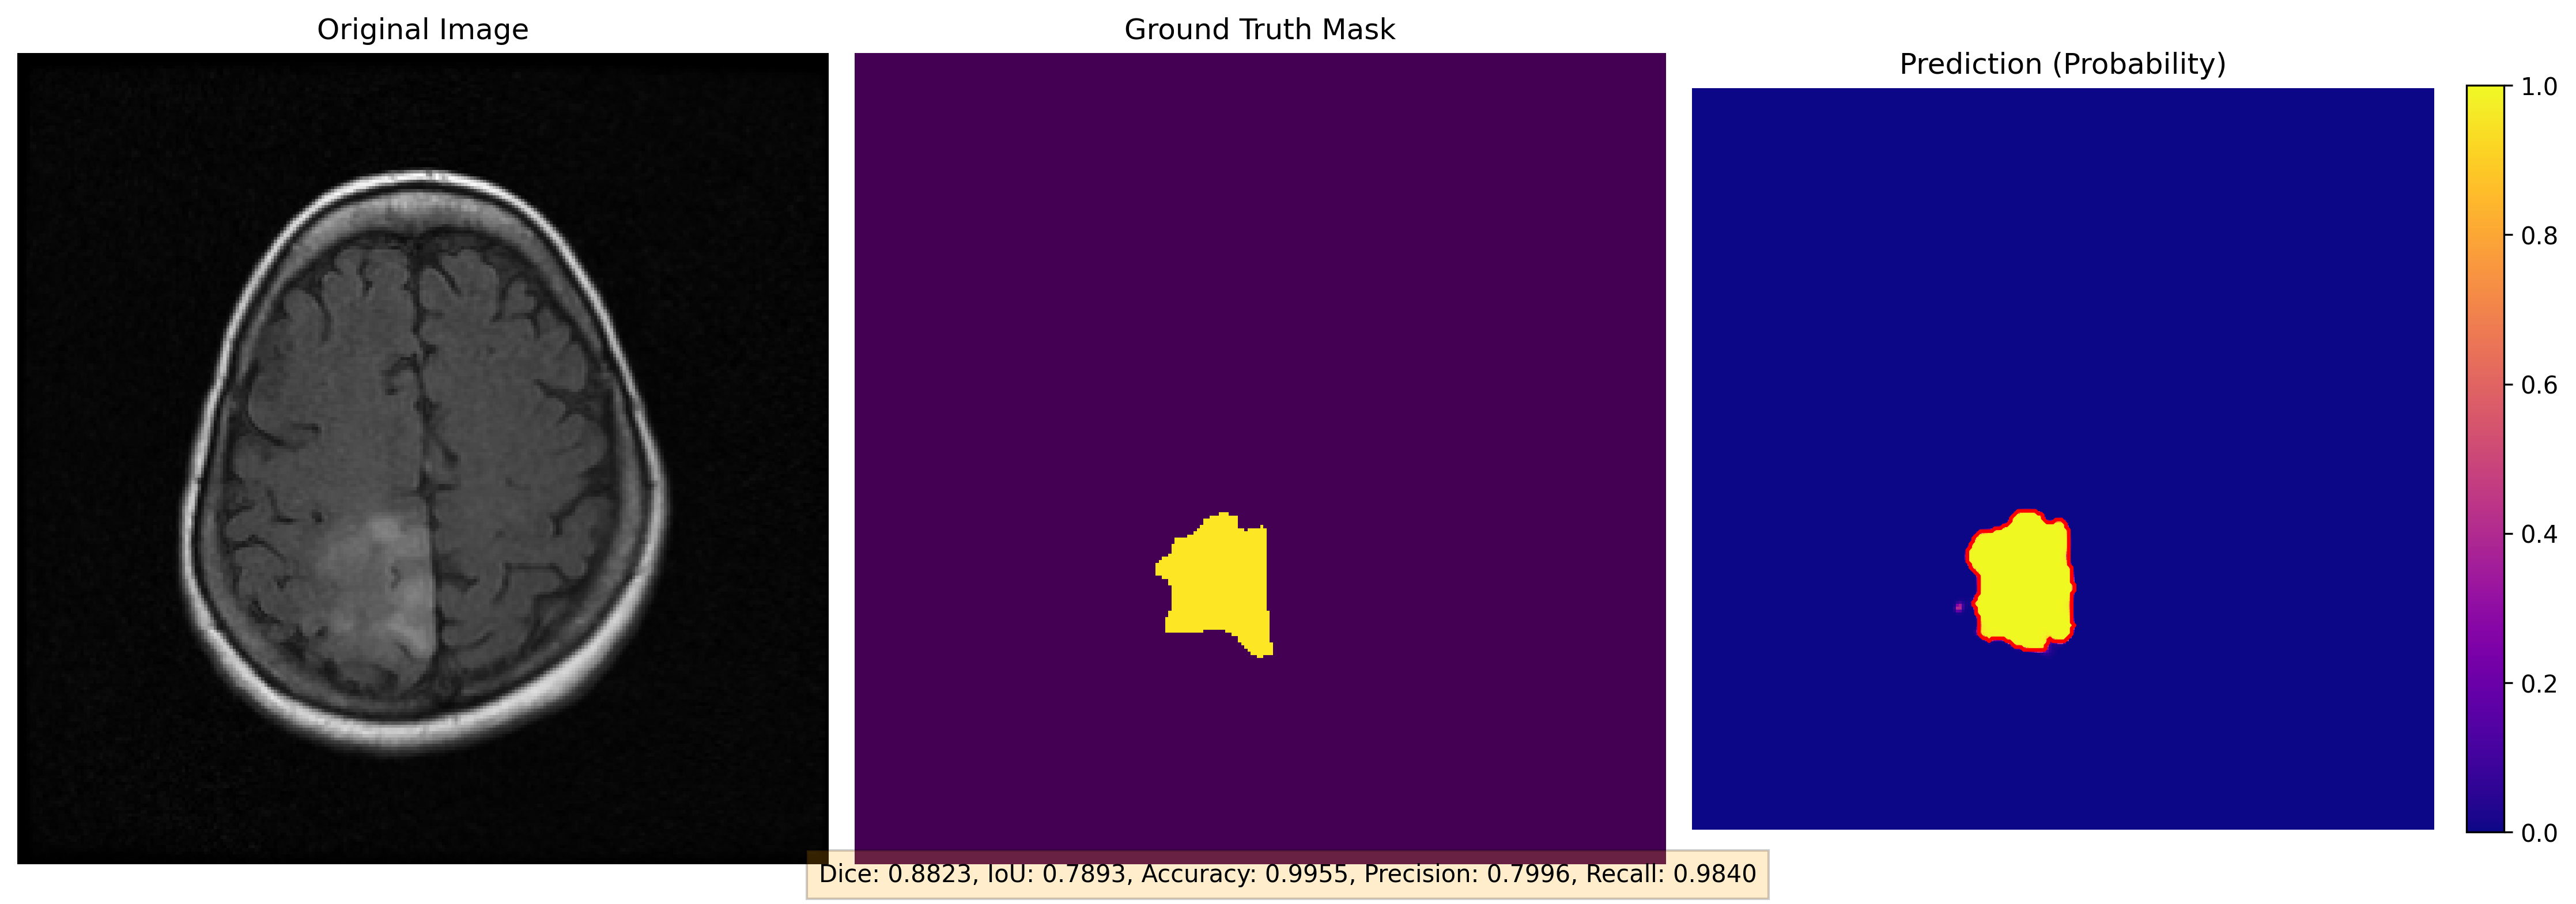 Original Image
Ground Truth Mask
Prediction (Probability)
1.0
0.8
0.6
0.4
0.2
0.0
Dice: 0.8823, IoU: 0.7893, Accuracy: 0.9955, Precision: 0.7996, Recall: 0.9840